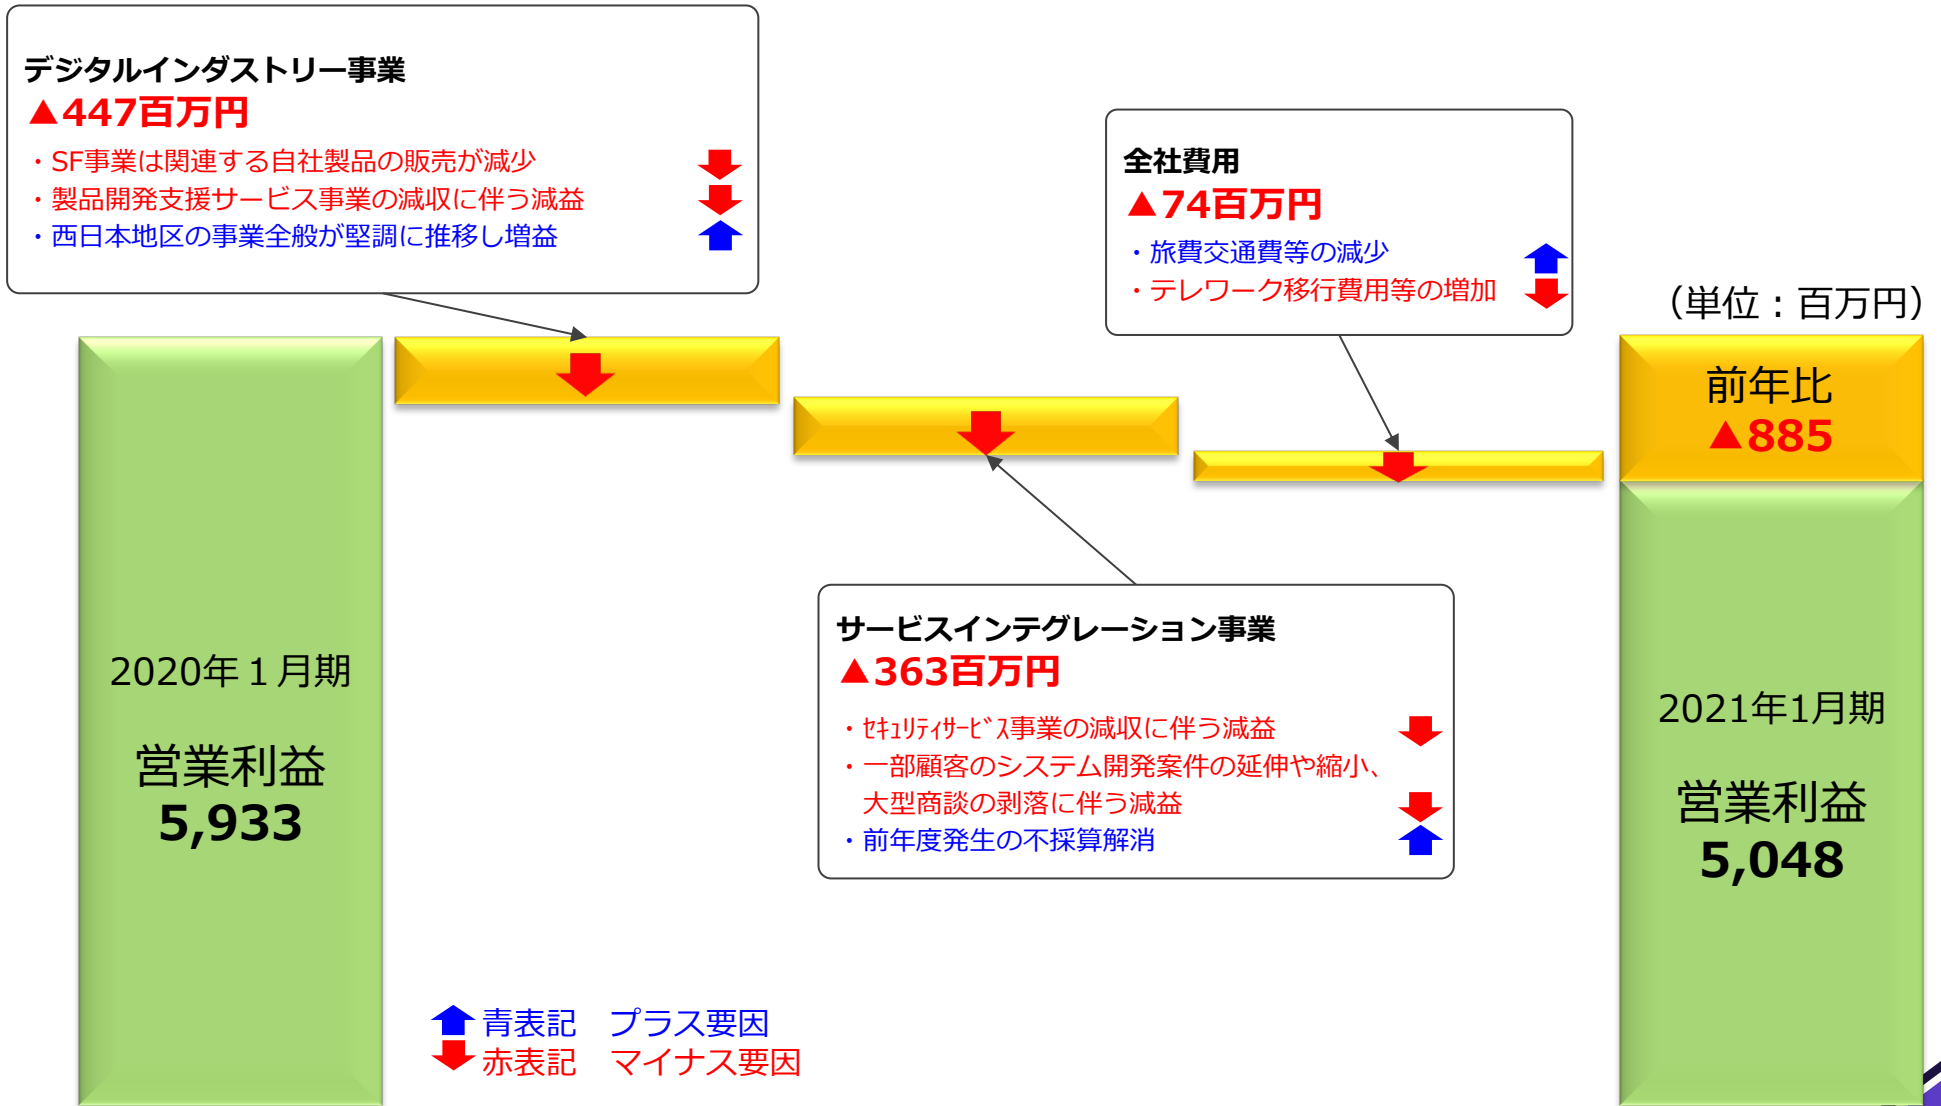 デジタルインダストリー事業
▲447百万円
・SF事業は関連する自社製品の販売が減少
・製品開発支援サービス事業の減収に伴う減益
・西日本地区の事業全般が堅調に推移し増益
全社費用
▲74百万円
・旅費交通費等の減少
・テレワーク移行費用等の増加
（単位：百万円）
前年比
▲885
2020年１月期
営業利益
5,933
サービスインテグレーション事業
▲363百万円
・ｾｷｭﾘﾃｨｻｰﾋﾞｽ事業の減収に伴う減益
・一部顧客のシステム開発案件の延伸や縮小、
大型商談の剥落に伴う減益
・前年度発生の不採算解消
2021年1月期
営業利益
5,048
青表記　プラス要因
赤表記　マイナス要因